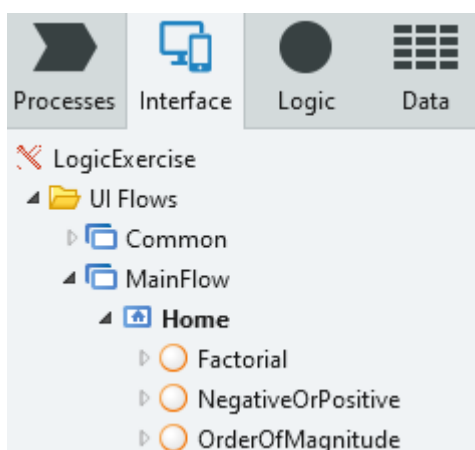 Processes Interface Logic Data
LogicExercise
UI Flows
Common
MainFlow
Home
Factorial
NegativeOrPositive
OrderOfMagnitude